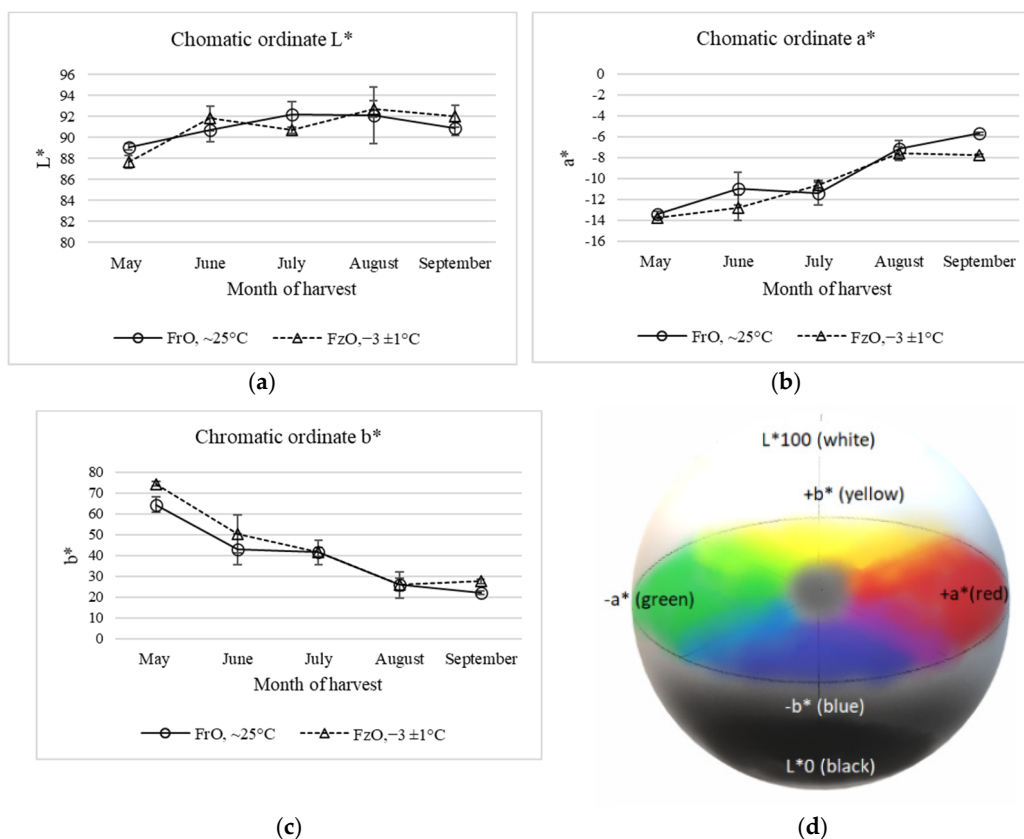 (a)
Chomatic ordinate L*
96
94
92
90
88
86
84
82
80
L*
May June July August September
Month of harvest
FrO, ~25°C FzO,−3 ±1°C
(b)
Chomatic ordinate a*
0
-2
-4
-6
-8
-10
-12
-14
-16
a*
May June July August September
Month of harvest
FrO, ~25°C FzO,−3 ±1°C
(c)
Chromatic ordinate b*
80
70
60
50
40
30
20
10
0
b*
May June July August September
Month of harvest
FrO, ~25°C FzO,−3 ±1°C
(d)
L*100 (white)
+b* (yellow)
-a* (green)
+a*(red)
-b* (blue)
L*0 (black)